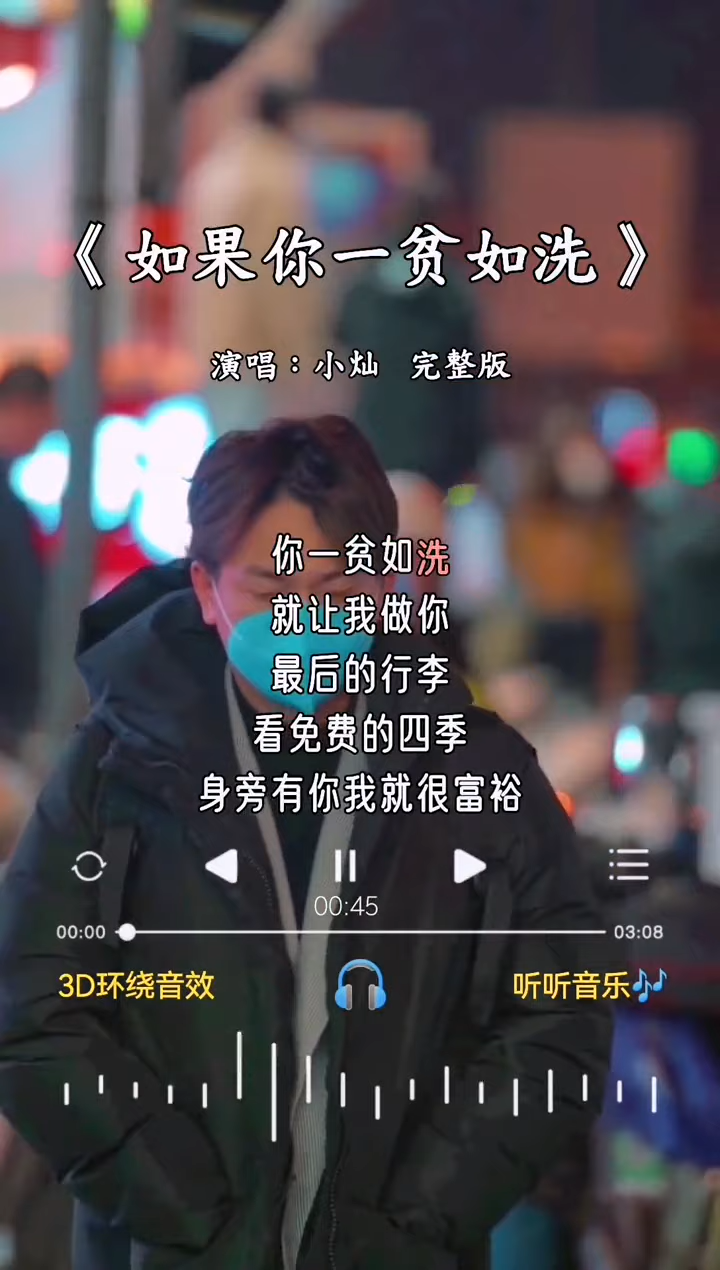 《如果你一贫如洗》
演唱：小灿 完整版
你一贫如洗
就让我做你
最后的行李
看免费的四季
身旁有你我就很富裕
00:45
00:00 03:08
3D环绕音效 听听音乐